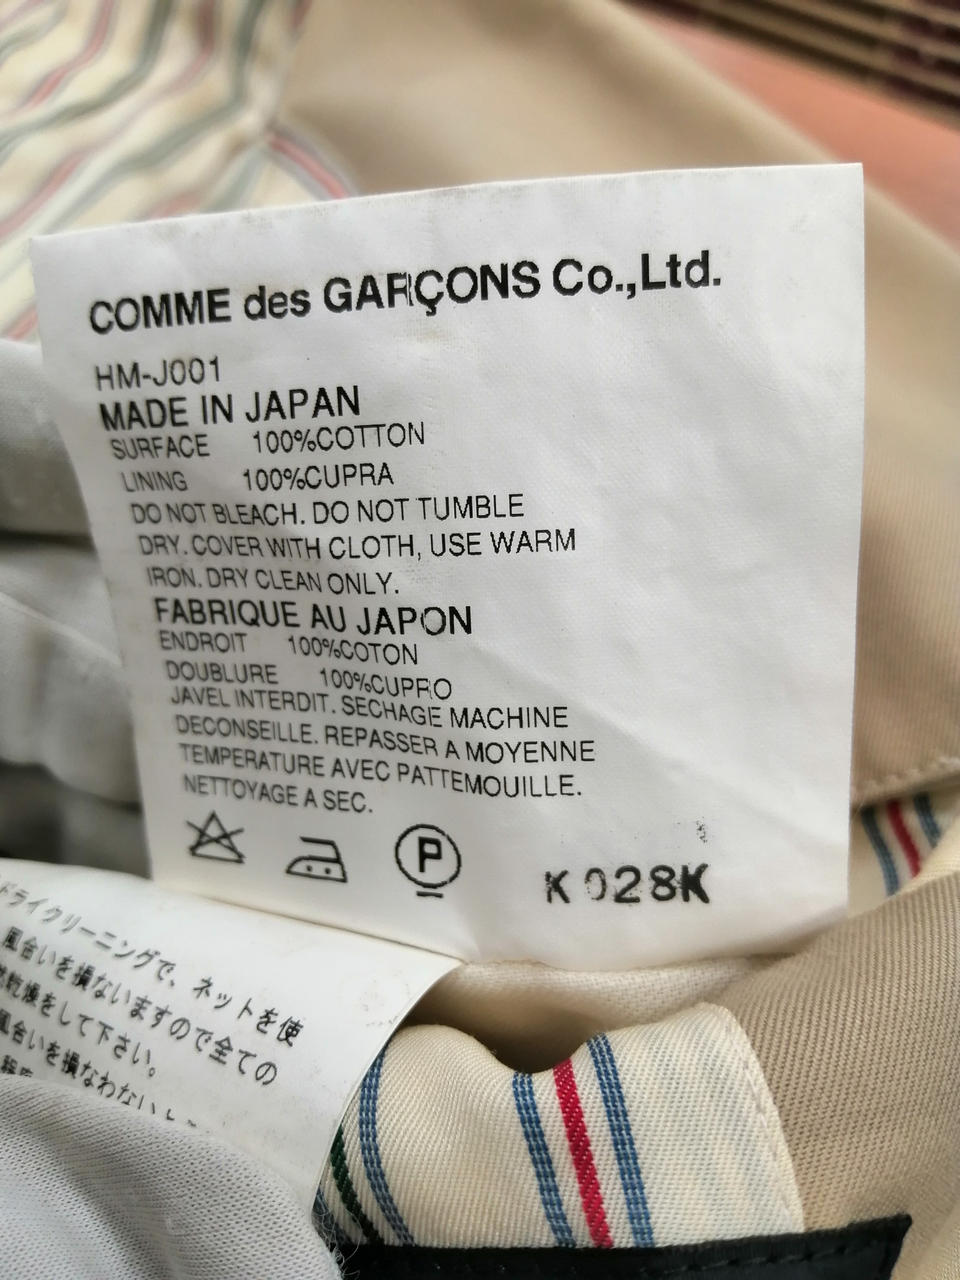 COMME des GARÇONS Co.,Ltd.
HM-J001
MADE IN JAPAN
SURFACE 100%COTTON
LINING 100%CUPRA
DO NOT BLEACH. DO NOT TUMBLE
DRY. COVER WITH CLOTH, USE WARM
IRON. DRY CLEAN ONLY.
FABRIQUE AU JAPON
ENDROIT 100%COTON
DOUBLURE 100%CUPRO
JAVEL INTERDIT. SECHAGE MACHINE
DECONSEILLE. REPASSER A MOYENNE
TEMPERATURE AVEC PATTEMOUILLE.
NETTOYAGE A SEC.
P
K 028K
ドライクリーニングで、ネットを使
風合いを損ないますので全ての
乾燥をして下さい。
風合いを損なわない